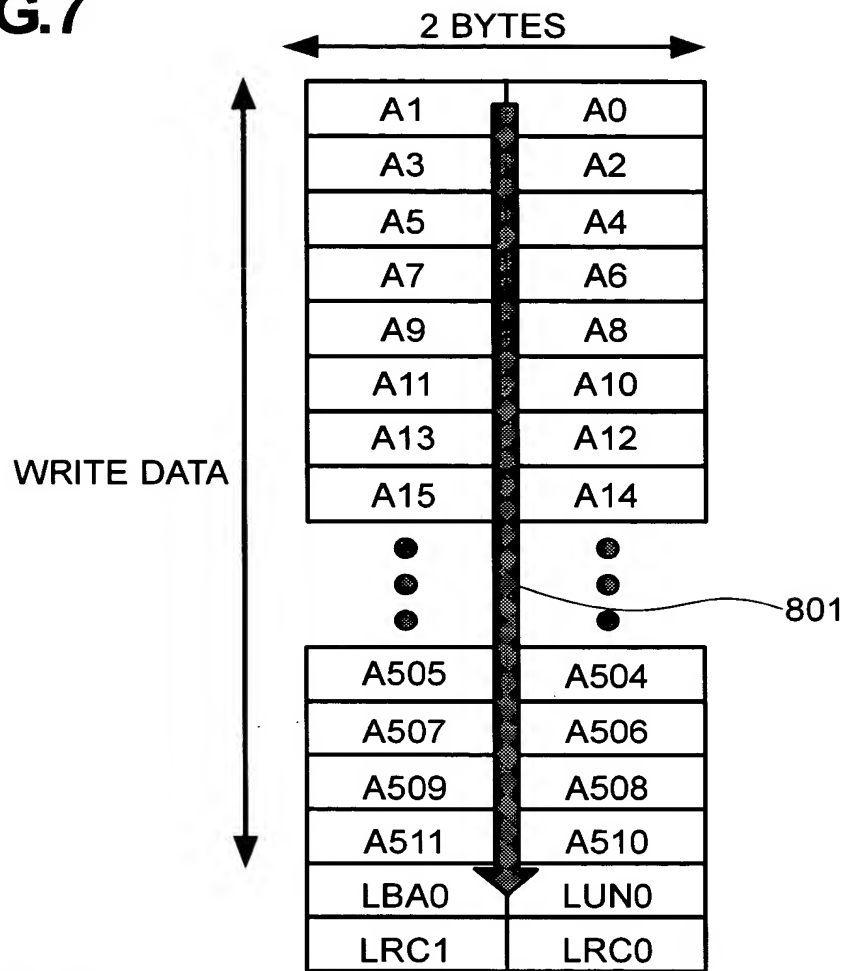 G.7
2 BYTES
A1 A0
A3 A2
A5 A4
A7 A6
A9 A8
A11 A10
A13 A12
WRITE DATA
A15 A14
801
A505 A504
A507 A506
A509 A508
A511 A510
LBA0 LUN0
LRC1 LRC0